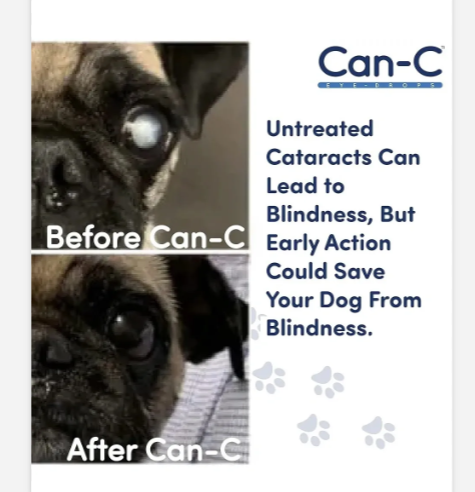 Can-C
EYE-DROPS
Untreated
Cataracts Can
Lead to
Blindness, But
Early Action
Could Save
Your Dog From
Blindness.
Before Can-C
After Can-C